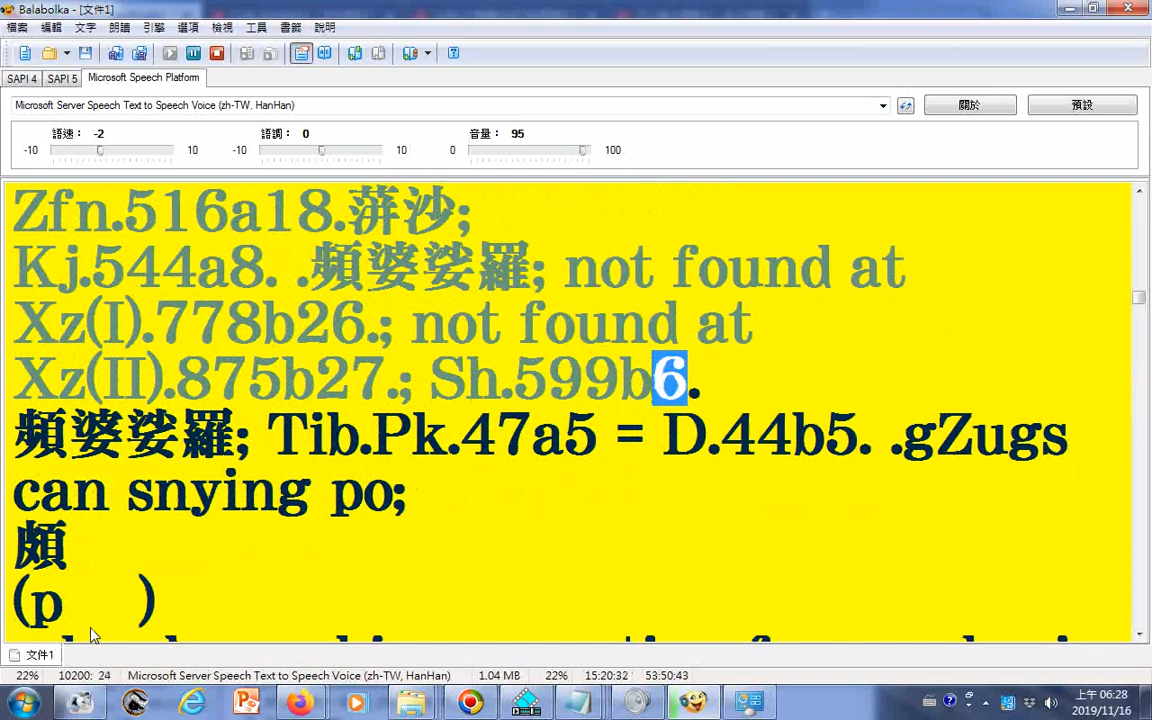 Balabolka - [文件1]
檔案 編輯 文字 朗讀 引擎 選項 檢視 工具 書籤 說明
SAPI 4 SAPI 5 Microsoft Speech Platform
Microsoft Server Speech Text to Speech Voice (zh-TW, HanHan) 關於 預設
語速： -2 語調： 0 音量： 95
-10 10 -10 10 0 100
Zfn.516a18.蓱沙;
Kj.544a8. .頻婆娑羅; not found at
Xz(I).778b26.; not found at
Xz(II).875b27.; Sh.599b6.
頻婆娑羅; Tib.Pk.47a5 = D.44b5. .gZugs
can snying po;
頗
(p )
文件1
22% 10200: 24 Microsoft Server Speech Text to Speech Voice (zh-TW, HanHan) 1.04 MB 22% 15:20:32 53:50:43
上午 06:28
2019/11/16